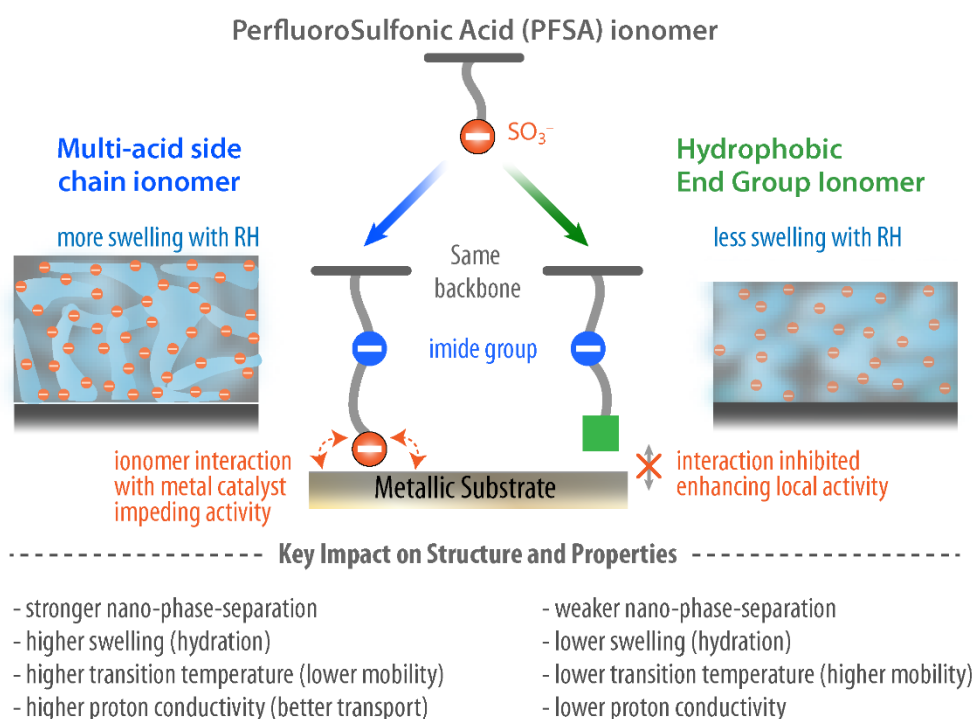 PerfluoroSulfonic Acid (PFSA) ionomer
SO₃⁻
Multi-acid side
chain ionomer
more swelling with RH
Hydrophobic
End Group Ionomer
less swelling with RH
Same
backbone
imide group
ionomer interaction
with metal catalyst
impeding activity
Metallic Substrate
interaction inhibited
enhancing local activity
Key Impact on Structure and Properties
- stronger nano-phase-separation
- higher swelling (hydration)
- higher transition temperature (lower mobility)
- higher proton conductivity (better transport)
- weaker nano-phase-separation
- lower swelling (hydration)
- lower transition temperature (higher mobility)
- lower proton conductivity